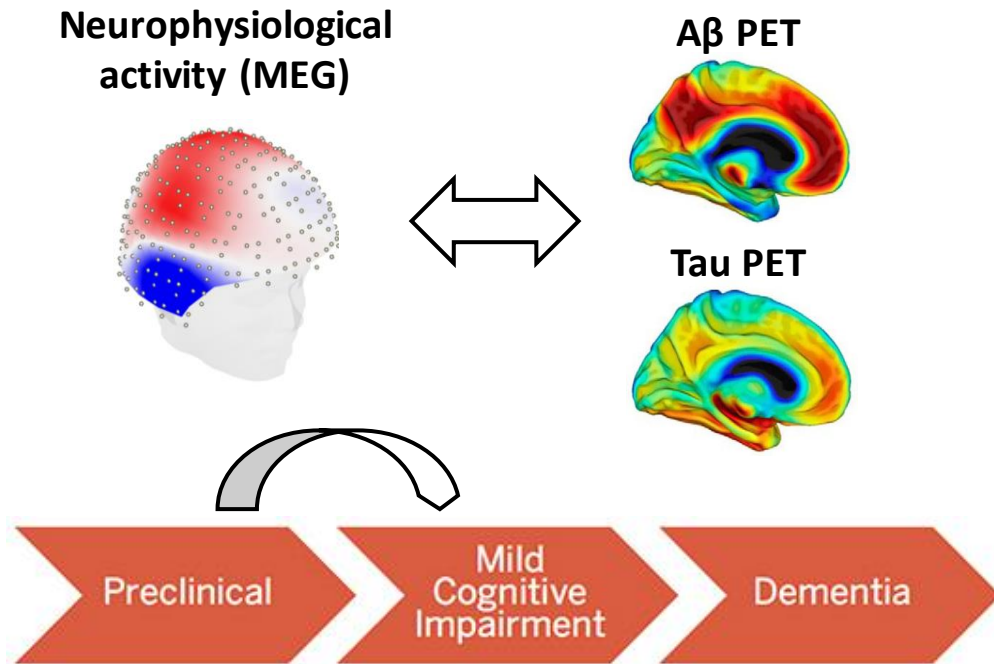 Neurophysiological
activity (MEG)
Aβ PET
Tau PET
Preclinical
Mild
Cognitive
Impairment
Dementia